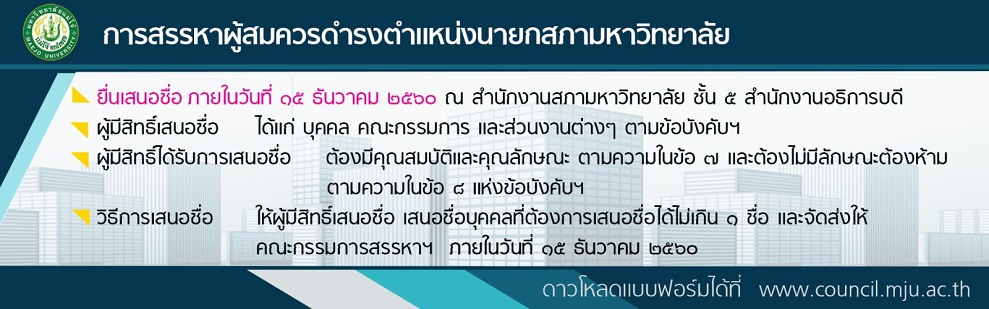 การสรรหาผู้สมควรดำรงตำแหน่งนายกสภามหาวิทยาลัย
ยื่นเสนอชื่อ ภายในวันที่ ๑๕ ธันวาคม ๒๕๖๐ ณ สำนักงานสภามหาวิทยาลัย ชั้น ๕ สำนักงานอธิการบดี
ผู้มีสิทธิ์เสนอชื่อ ได้แก่ บุคคล คณะกรรมการ และส่วนงานต่างๆ ตามข้อบังคับฯ
ผู้มีสิทธิ์ได้รับการเสนอชื่อ ต้องมีคุณสมบัติและคุณลักษณะ ตามความในข้อ ๗ และต้องไม่มีลักษณะต้องห้าม
ตามความในข้อ ๘ แห่งข้อบังคับฯ
วิธีการเสนอชื่อ ให้ผู้มีสิทธิ์เสนอชื่อ เสนอชื่อบุคคลที่ต้องการเสนอชื่อได้ไม่เกิน ๑ ชื่อ และจัดส่งให้
คณะกรรมการสรรหาฯ ภายในวันที่ ๑๕ ธันวาคม ๒๕๖๐
ดาวโหลดแบบฟอร์มได้ที่ www.council.mju.ac.th